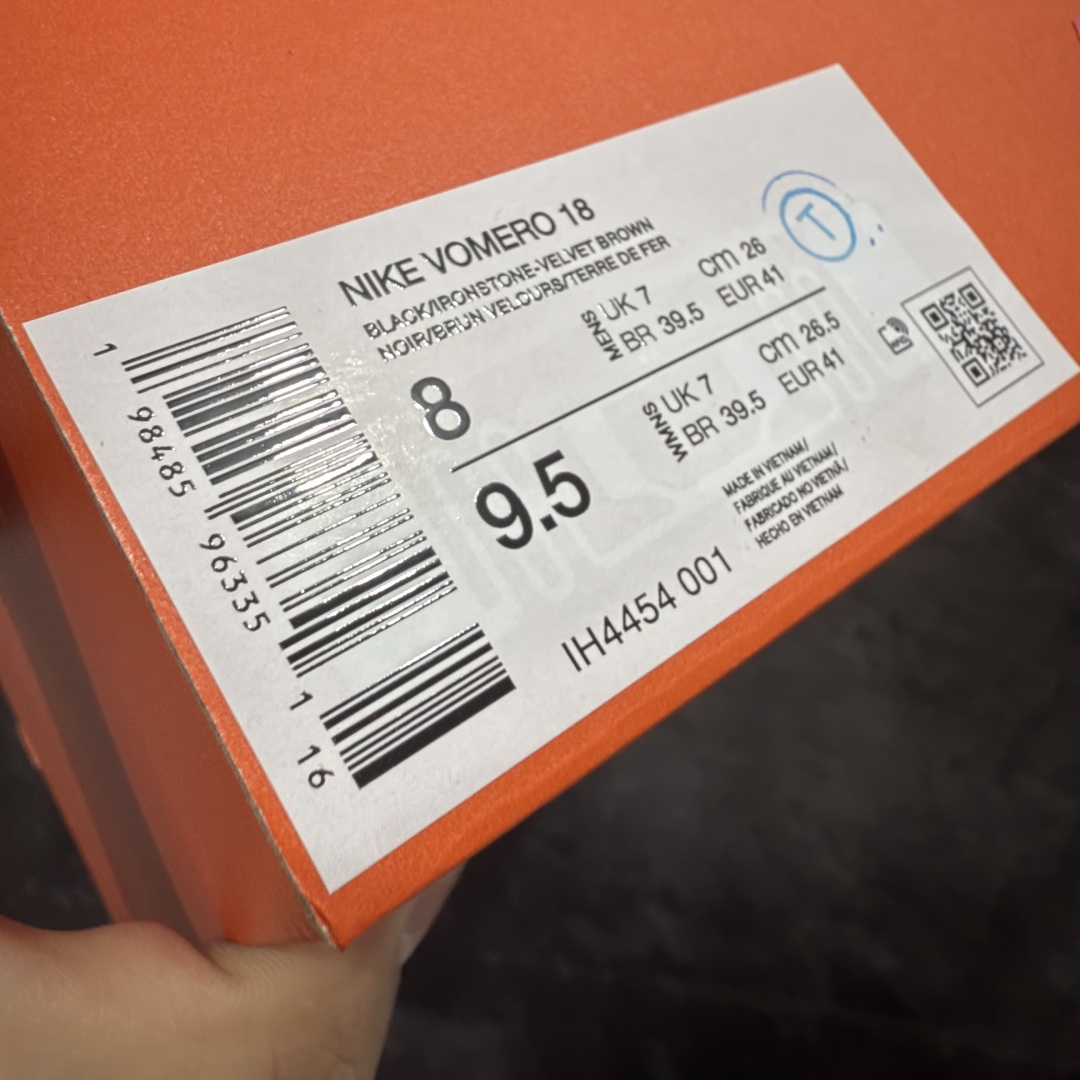 NIKE VOMERO 18
BLACK/IRONSTONE-VELVET BROWN
NOIR/BRUN VELOURS/TERRE DE FER
8
MENS
UK 7
cm 26
BR 39.5
EUR 41
9.5
WMNS
UK 7
cm 26.5
BR 39.5
EUR 41
MADE IN VIETNAM/
FABRIQUE AU VIETNAM/
FABRICADO NO VIETNÃ/
HECHO EN VIETNAM
IH4454 001
1 98485 96335 1 16
T